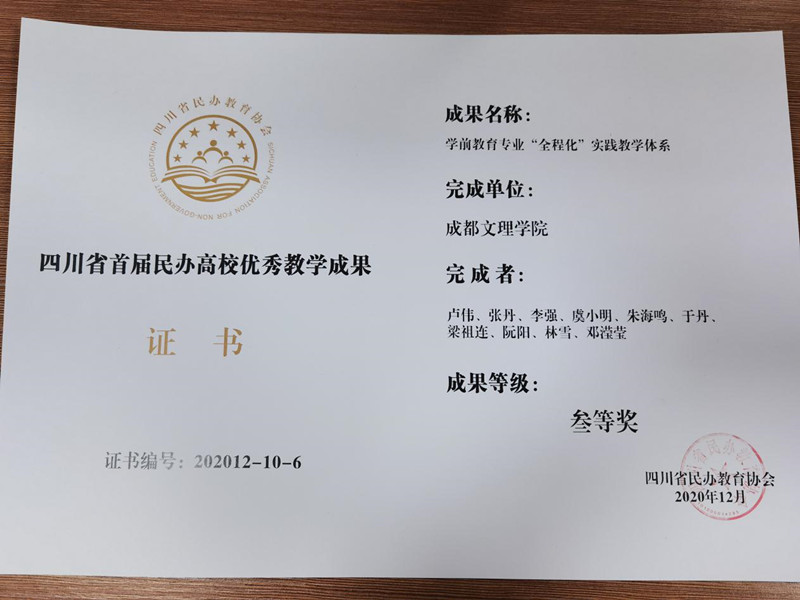 四川省民办教育协会
SICHUAN ASSOCIATION FOR NON-GOVERNMENT EDUCATION
四川省首届民办高校优秀教学成果
证 书
证书编号：202012-10-6
成果名称：
学前教育专业“全程化”实践教学体系
完成单位：
成都文理学院
完成者：
卢伟、张丹、李强、虞小明、朱海鸣、于丹、
梁祖连、阮阳、林雪、邓滢莹
成果等级：
叁等奖
四川省民办教育协会
2020年12月